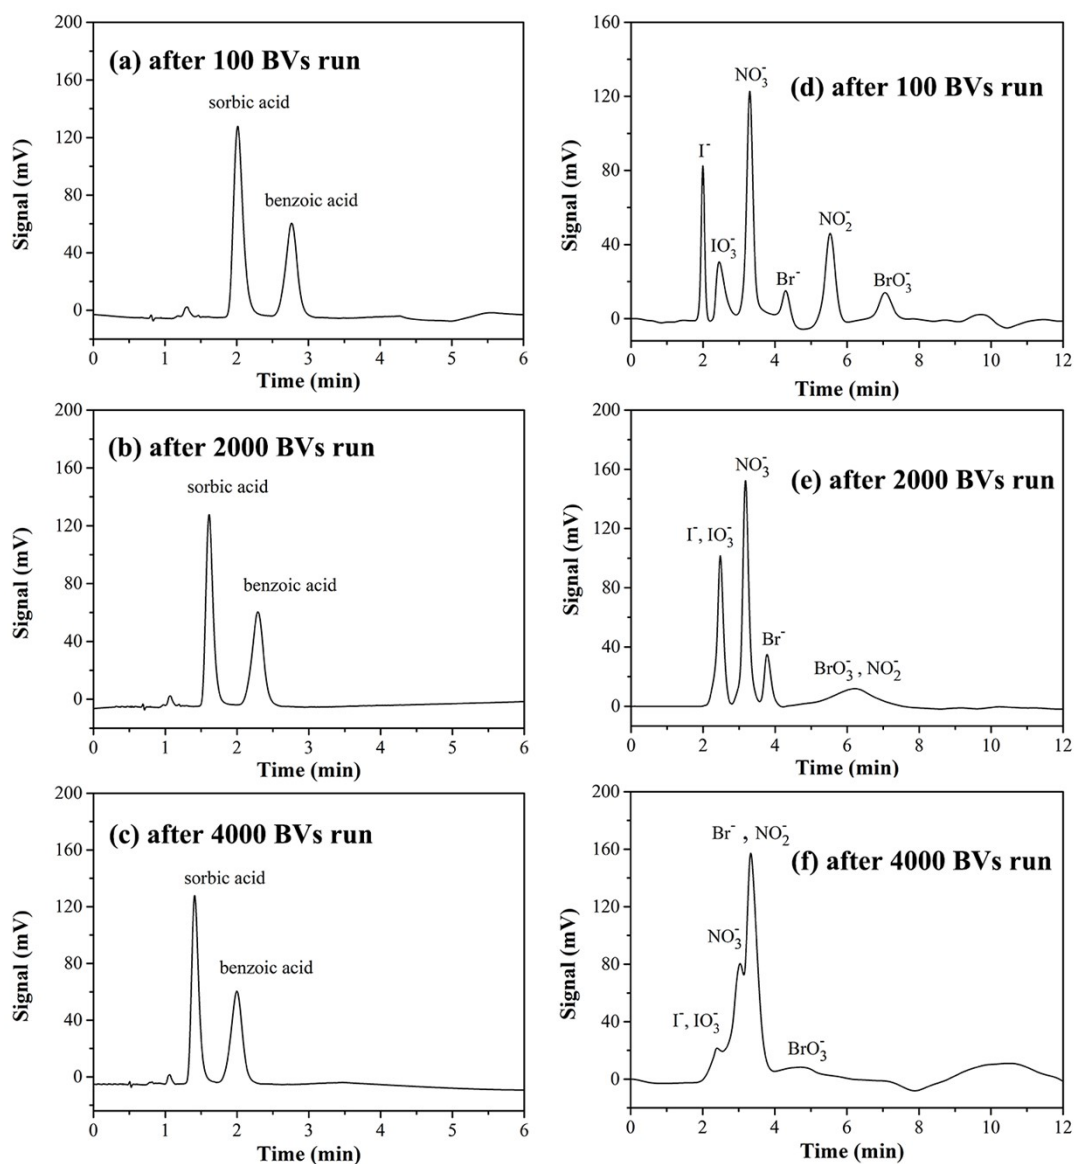 (a) after 100 BVs run
sorbic acid
benzoic acid
Signal (mV)
200
160
120
80
40
0
0 1 2 3 4 5 6
Time (min)
(d) after 100 BVs run
I⁻
IO₃⁻
NO₃⁻
Br⁻
NO₂⁻
BrO₃⁻
Signal (mV)
160
120
80
40
0
0 2 4 6 8 10 12
Time (min)
(b) after 2000 BVs run
sorbic acid
benzoic acid
Signal (mV)
200
160
120
80
40
0
0 1 2 3 4 5 6
Time (min)
(e) after 2000 BVs run
I⁻, IO₃⁻
NO₃⁻
Br⁻
BrO₃⁻, NO₂⁻
Signal (mV)
200
160
120
80
40
0
0 2 4 6 8 10 12
Time (min)
(c) after 4000 BVs run
sorbic acid
benzoic acid
Signal (mV)
200
160
120
80
40
0
0 1 2 3 4 5 6
Time (min)
(f) after 4000 BVs run
Br⁻, NO₂⁻
NO₃⁻
I⁻, IO₃⁻
BrO₃⁻
Signal (mV)
200
160
120
80
40
0
0 2 4 6 8 10 12
Time (min)